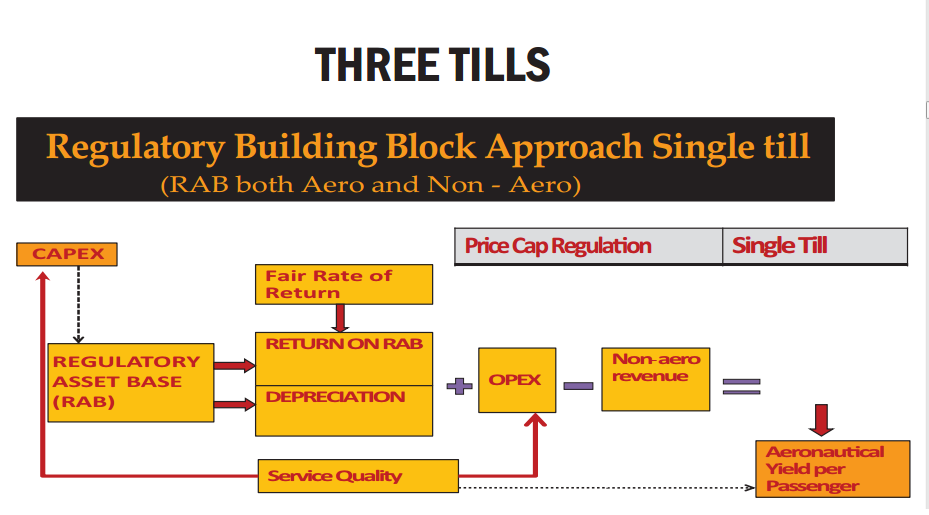 THREE TILLS
Regulatory Building Block Approach Single till
(RAB both Aero and Non - Aero)
Price Cap Regulation
Single Till
CAPEX
Fair Rate of
Return
REGULATORY
ASSET BASE
(RAB)
RETURN ON RAB
DEPRECIATION
+
OPEX
−
Non-aero
revenue
=
Service Quality
Aeronautical
Yield per
Passenger